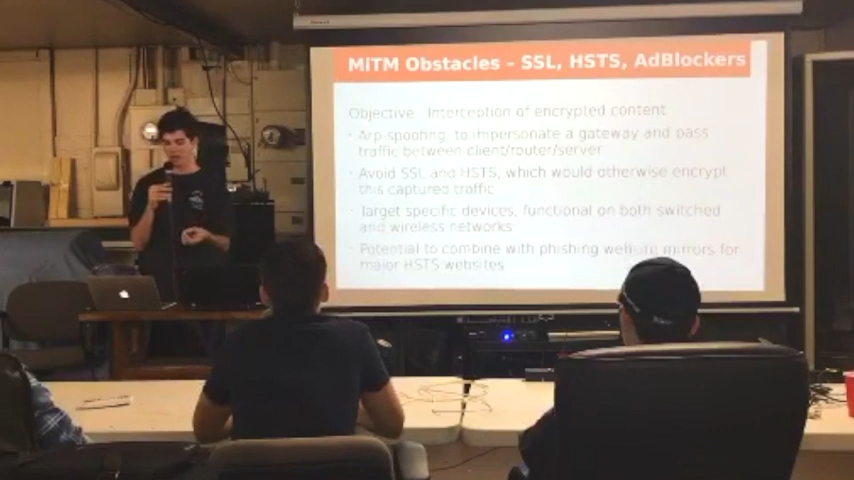 MiTM Obstacles - SSL, HSTS, AdBlockers
Objective : Interception of encrypted content
· Arp-spoofing, to impersonate a gateway and pass
traffic between client/router/server
· Avoid SSL and HSTS, which would otherwise encrypt
this captured traffic
· Target specific devices, functional on both switched
and wireless networks
· Potential to combine with phishing website mirrors for
major HSTS websites